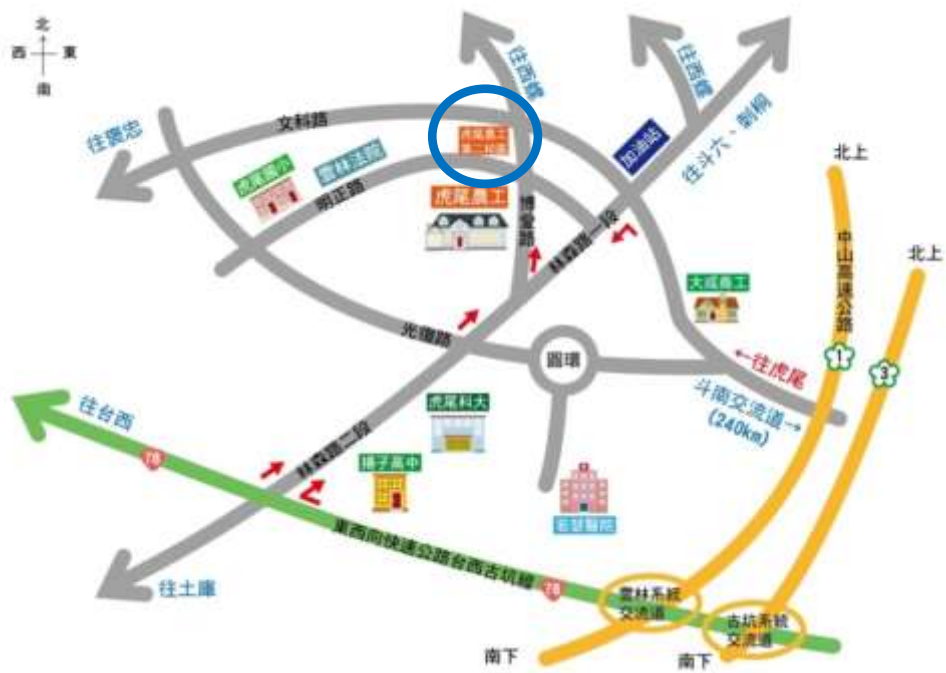 北
西 東
南
往西螺
往西螺
往斗六、莿桐
文科路
往褒忠
虎尾國小
雲林法院
明正路
虎尾農工
第二校區
虎尾農工
博愛路
林森路一段
加油站
北上
中山高速公路
北上
大成商工
光復路
圓環
1
3
←往虎尾
斗南交流道→
(240km)
往台西
78
虎尾科大
林森路二段
揚子高中
若瑟醫院
東西向快速公路台西古坑線
78
往土庫
雲林系統
交流道
古坑系統
交流道
南下
南下